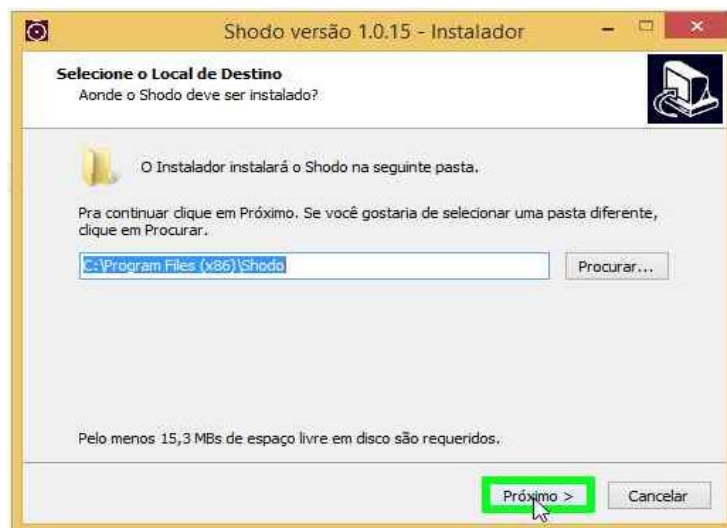 Shodo versão 1.0.15 - Instalador
Selecione o Local de Destino
Aonde o Shodo deve ser instalado?
O Instalador instalará o Shodo na seguinte pasta.
Pra continuar clique em Próximo. Se você gostaria de selecionar uma pasta diferente,
clique em Procurar.
C:\Program Files (x86)\Shodo
Procurar...
Pelo menos 15,3 MBs de espaço livre em disco são requeridos.
Próximo >
Cancelar